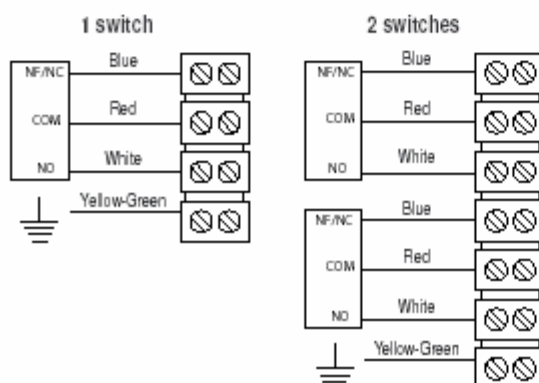 1 switch
NF/NC
Blue
COM
Red
NO
White
Yellow-Green
2 switches
NF/NC
Blue
COM
Red
NO
White
NF/NC
Blue
COM
Red
NO
White
Yellow-Green